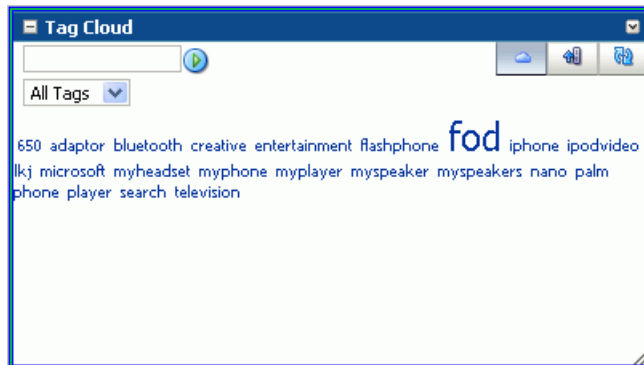 Tag Cloud
All Tags
650 adaptor bluetooth creative entertainment flashphone fod iphone ipodvideo
lkj microsoft myheadset myphone myplayer myspeaker myspeakers nano palm
phone player search television